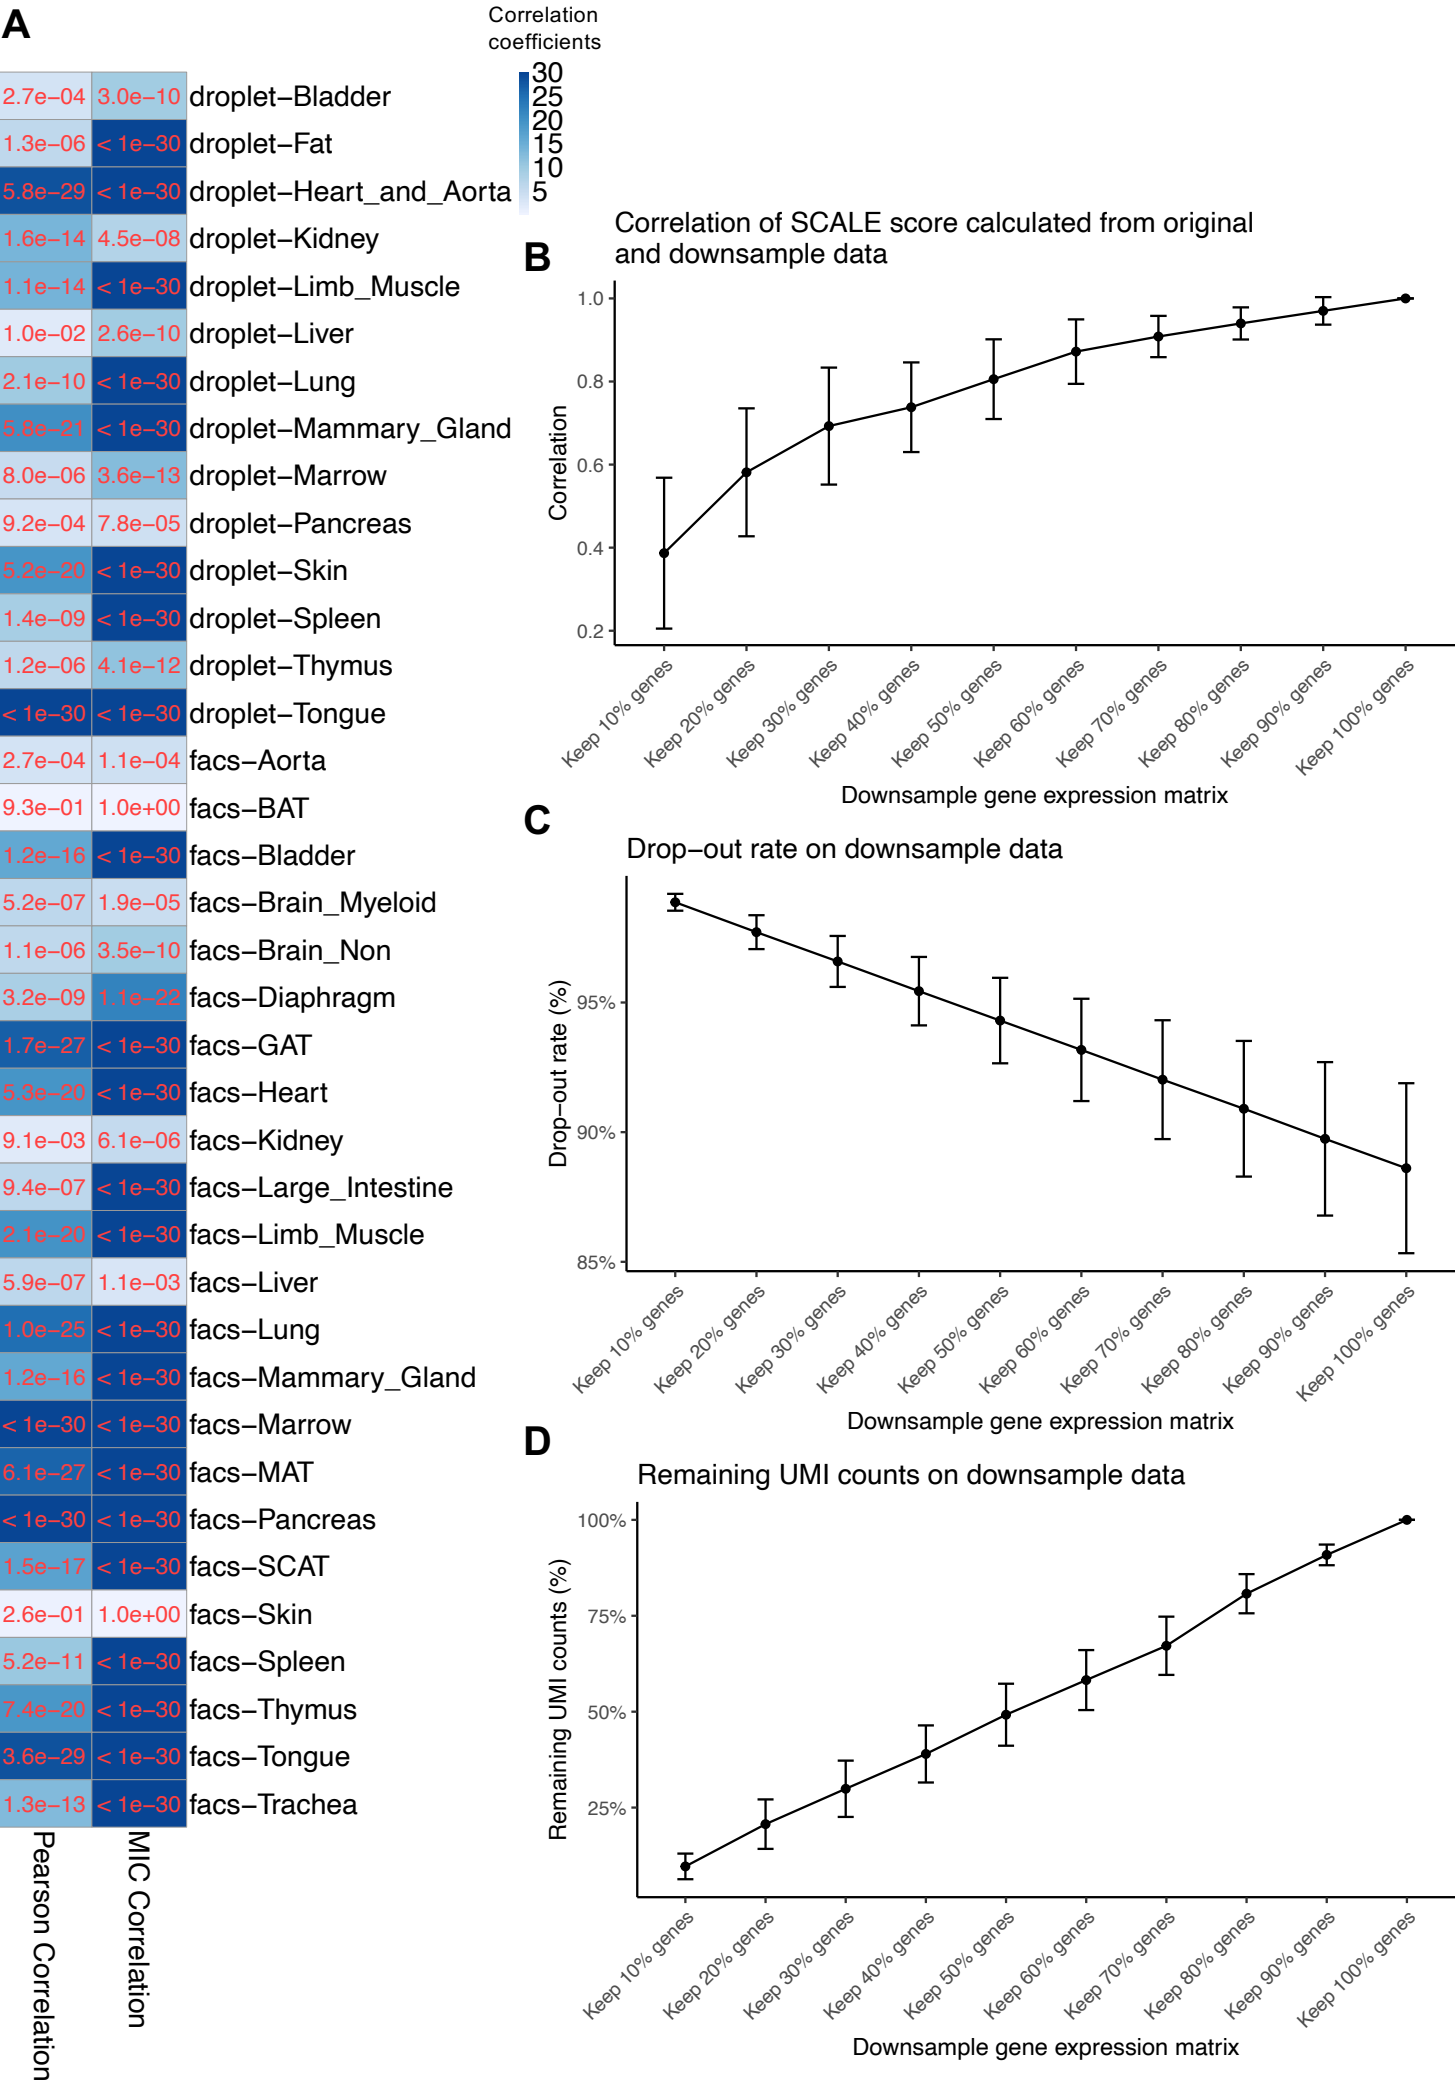 A
Correlation
coefficients
30
25
20
15
10
5
2.7e−04 3.0e−10 droplet−Bladder
1.3e−06 < 1e−30 droplet−Fat
5.8e−29 < 1e−30 droplet−Heart_and_Aorta
1.6e−14 4.5e−08 droplet−Kidney
1.1e−14 < 1e−30 droplet−Limb_Muscle
1.0e−02 2.6e−10 droplet−Liver
2.1e−10 < 1e−30 droplet−Lung
5.8e−21 < 1e−30 droplet−Mammary_Gland
8.0e−06 3.6e−13 droplet−Marrow
9.2e−04 7.8e−05 droplet−Pancreas
5.2e−20 < 1e−30 droplet−Skin
1.4e−09 < 1e−30 droplet−Spleen
1.2e−06 4.1e−12 droplet−Thymus
< 1e−30 < 1e−30 droplet−Tongue
2.7e−04 1.1e−04 facs−Aorta
9.3e−01 1.0e+00 facs−BAT
1.2e−16 < 1e−30 facs−Bladder
5.2e−07 1.9e−05 facs−Brain_Myeloid
1.1e−06 3.5e−10 facs−Brain_Non
3.2e−09 1.1e−22 facs−Diaphragm
1.7e−27 < 1e−30 facs−GAT
5.3e−20 < 1e−30 facs−Heart
9.1e−03 6.1e−06 facs−Kidney
9.4e−07 < 1e−30 facs−Large_Intestine
2.1e−20 < 1e−30 facs−Limb_Muscle
5.9e−07 1.1e−03 facs−Liver
1.0e−25 < 1e−30 facs−Lung
1.2e−16 < 1e−30 facs−Mammary_Gland
< 1e−30 < 1e−30 facs−Marrow
6.1e−27 < 1e−30 facs−MAT
< 1e−30 < 1e−30 facs−Pancreas
1.5e−17 < 1e−30 facs−SCAT
2.6e−01 1.0e+00 facs−Skin
5.2e−11 < 1e−30 facs−Spleen
7.4e−20 < 1e−30 facs−Thymus
3.6e−29 < 1e−30 facs−Tongue
1.3e−13 < 1e−30 facs−Trachea
Pearson Correlation
MIC Correlation
B
Correlation of SCALE score calculated from original
and downsample data
Correlation
1.0
0.8
0.6
0.4
0.2
Keep 10% genes
Keep 20% genes
Keep 30% genes
Keep 40% genes
Keep 50% genes
Keep 60% genes
Keep 70% genes
Keep 80% genes
Keep 90% genes
Keep 100% genes
Downsample gene expression matrix
C
Drop−out rate on downsample data
Drop−out rate (%)
95%
90%
85%
Keep 10% genes
Keep 20% genes
Keep 30% genes
Keep 40% genes
Keep 50% genes
Keep 60% genes
Keep 70% genes
Keep 80% genes
Keep 90% genes
Keep 100% genes
Downsample gene expression matrix
D
Remaining UMI counts on downsample data
Remaining UMI counts (%)
100%
75%
50%
25%
Keep 10% genes
Keep 20% genes
Keep 30% genes
Keep 40% genes
Keep 50% genes
Keep 60% genes
Keep 70% genes
Keep 80% genes
Keep 90% genes
Keep 100% genes
Downsample gene expression matrix